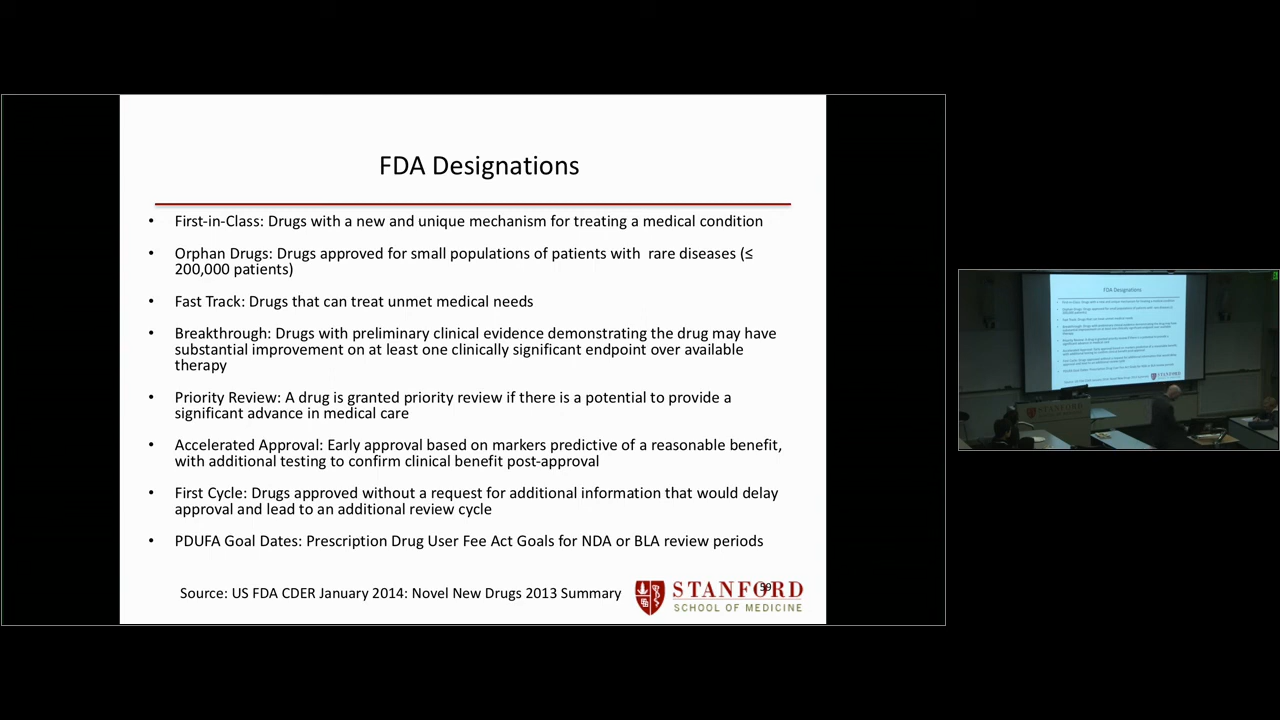 FDA Designations
• First-in-Class: Drugs with a new and unique mechanism for treating a medical condition
• Orphan Drugs: Drugs approved for small populations of patients with  rare diseases (≤
200,000 patients)
• Fast Track: Drugs that can treat unmet medical needs
• Breakthrough: Drugs with preliminary clinical evidence demonstrating the drug may have
substantial improvement on at least one clinically significant endpoint over available
therapy
• Priority Review: A drug is granted priority review if there is a potential to provide a
significant advance in medical care
• Accelerated Approval: Early approval based on markers predictive of a reasonable benefit,
with additional testing to confirm clinical benefit post-approval
• First Cycle: Drugs approved without a request for additional information that would delay
approval and lead to an additional review cycle
• PDUFA Goal Dates: Prescription Drug User Fee Act Goals for NDA or BLA review periods
Source: US FDA CDER January 2014: Novel New Drugs 2013 Summary
STANFORD
SCHOOL OF MEDICINE
FDA Designations
STANFORD